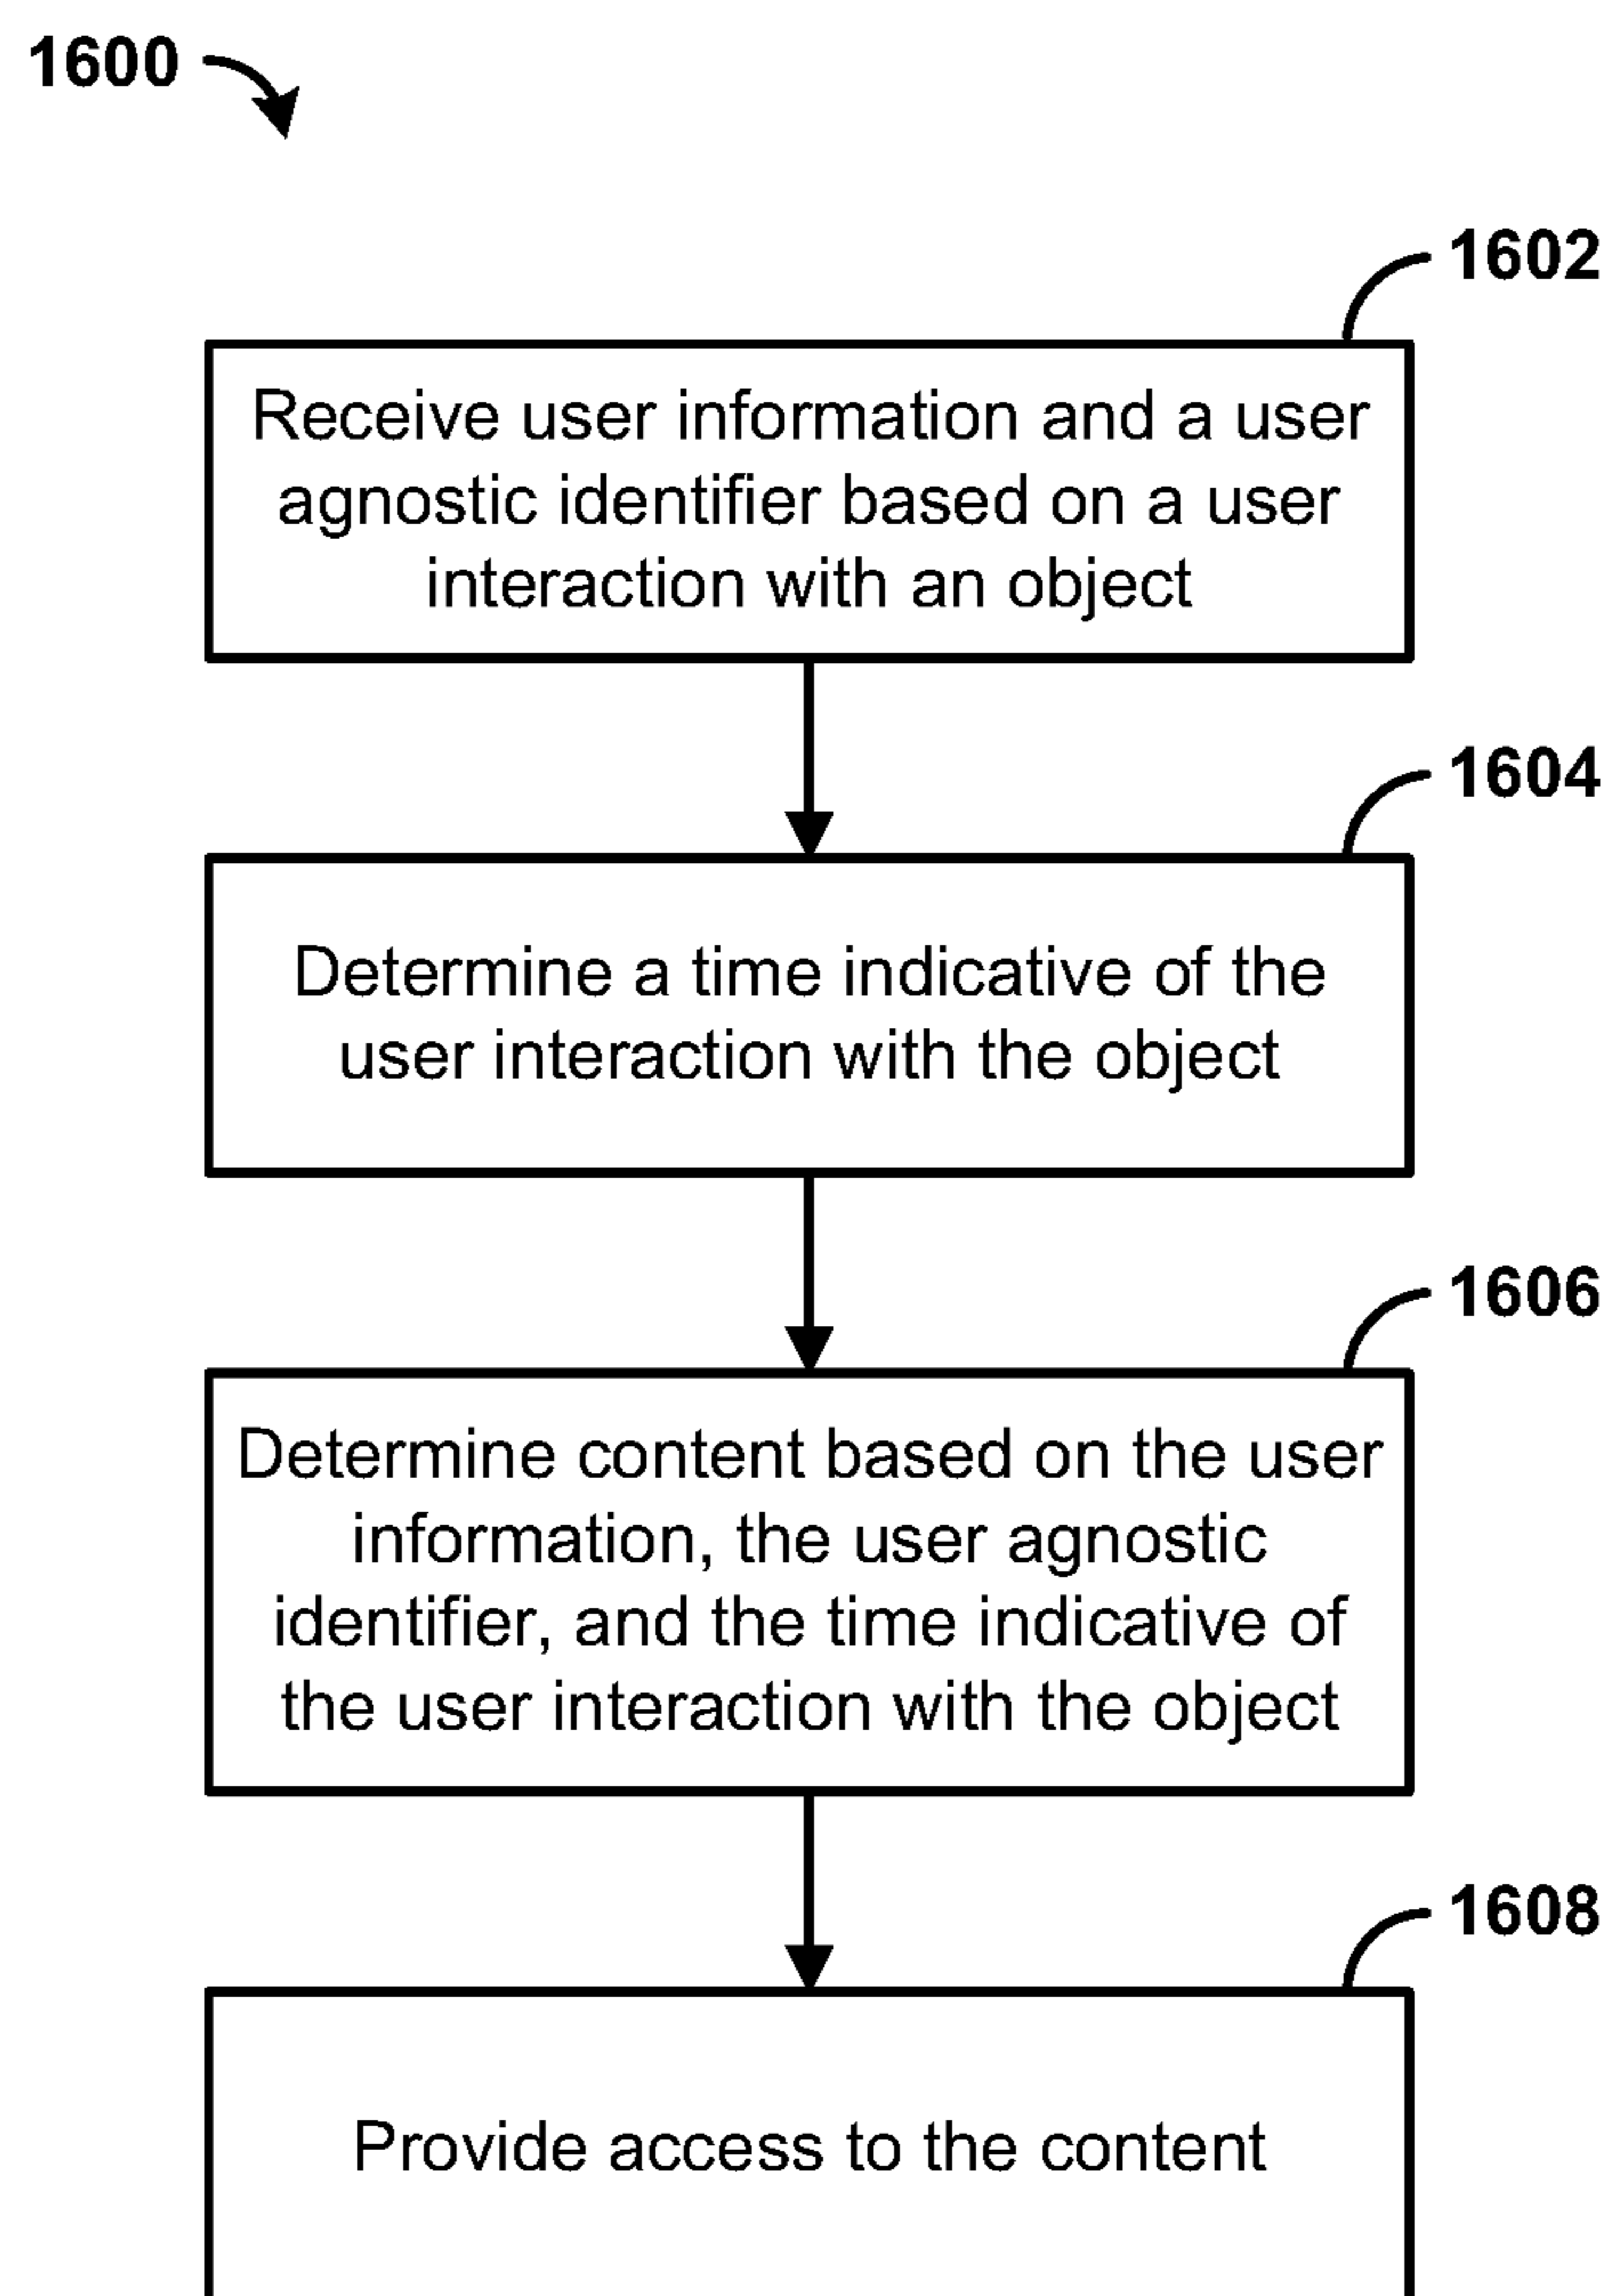 1600
1602
Receive user information and a user
agnostic identifier based on a user
interaction with an object
1604
Determine a time indicative of the
user interaction with the object
1606
Determine content based on the user
information, the user agnostic
identifier, and the time indicative of
the user interaction with the object
1608
Provide access to the content